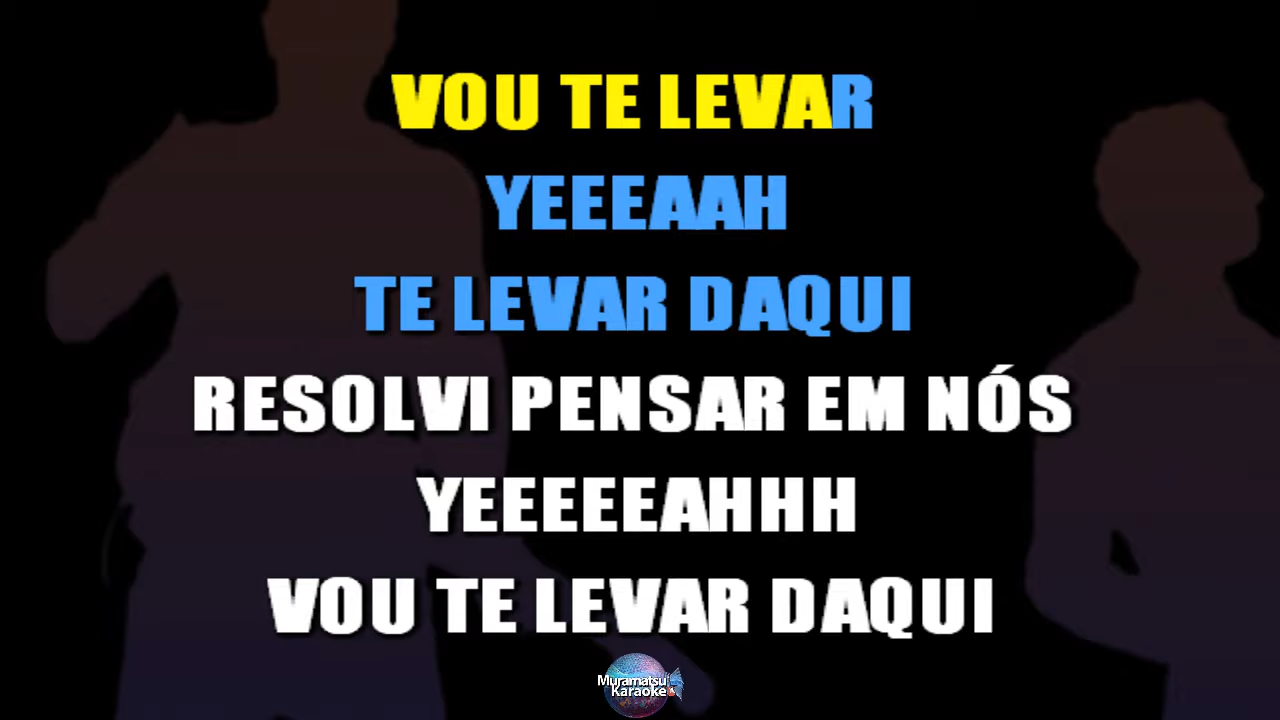 VOU TE LEVAR
YEEEAAH
TE LEVAR DAQUI
RESOLVI PENSAR EM NÓS
YEEEEEAHHH
VOU TE LEVAR DAQUI
Muramatsu
Karaoke